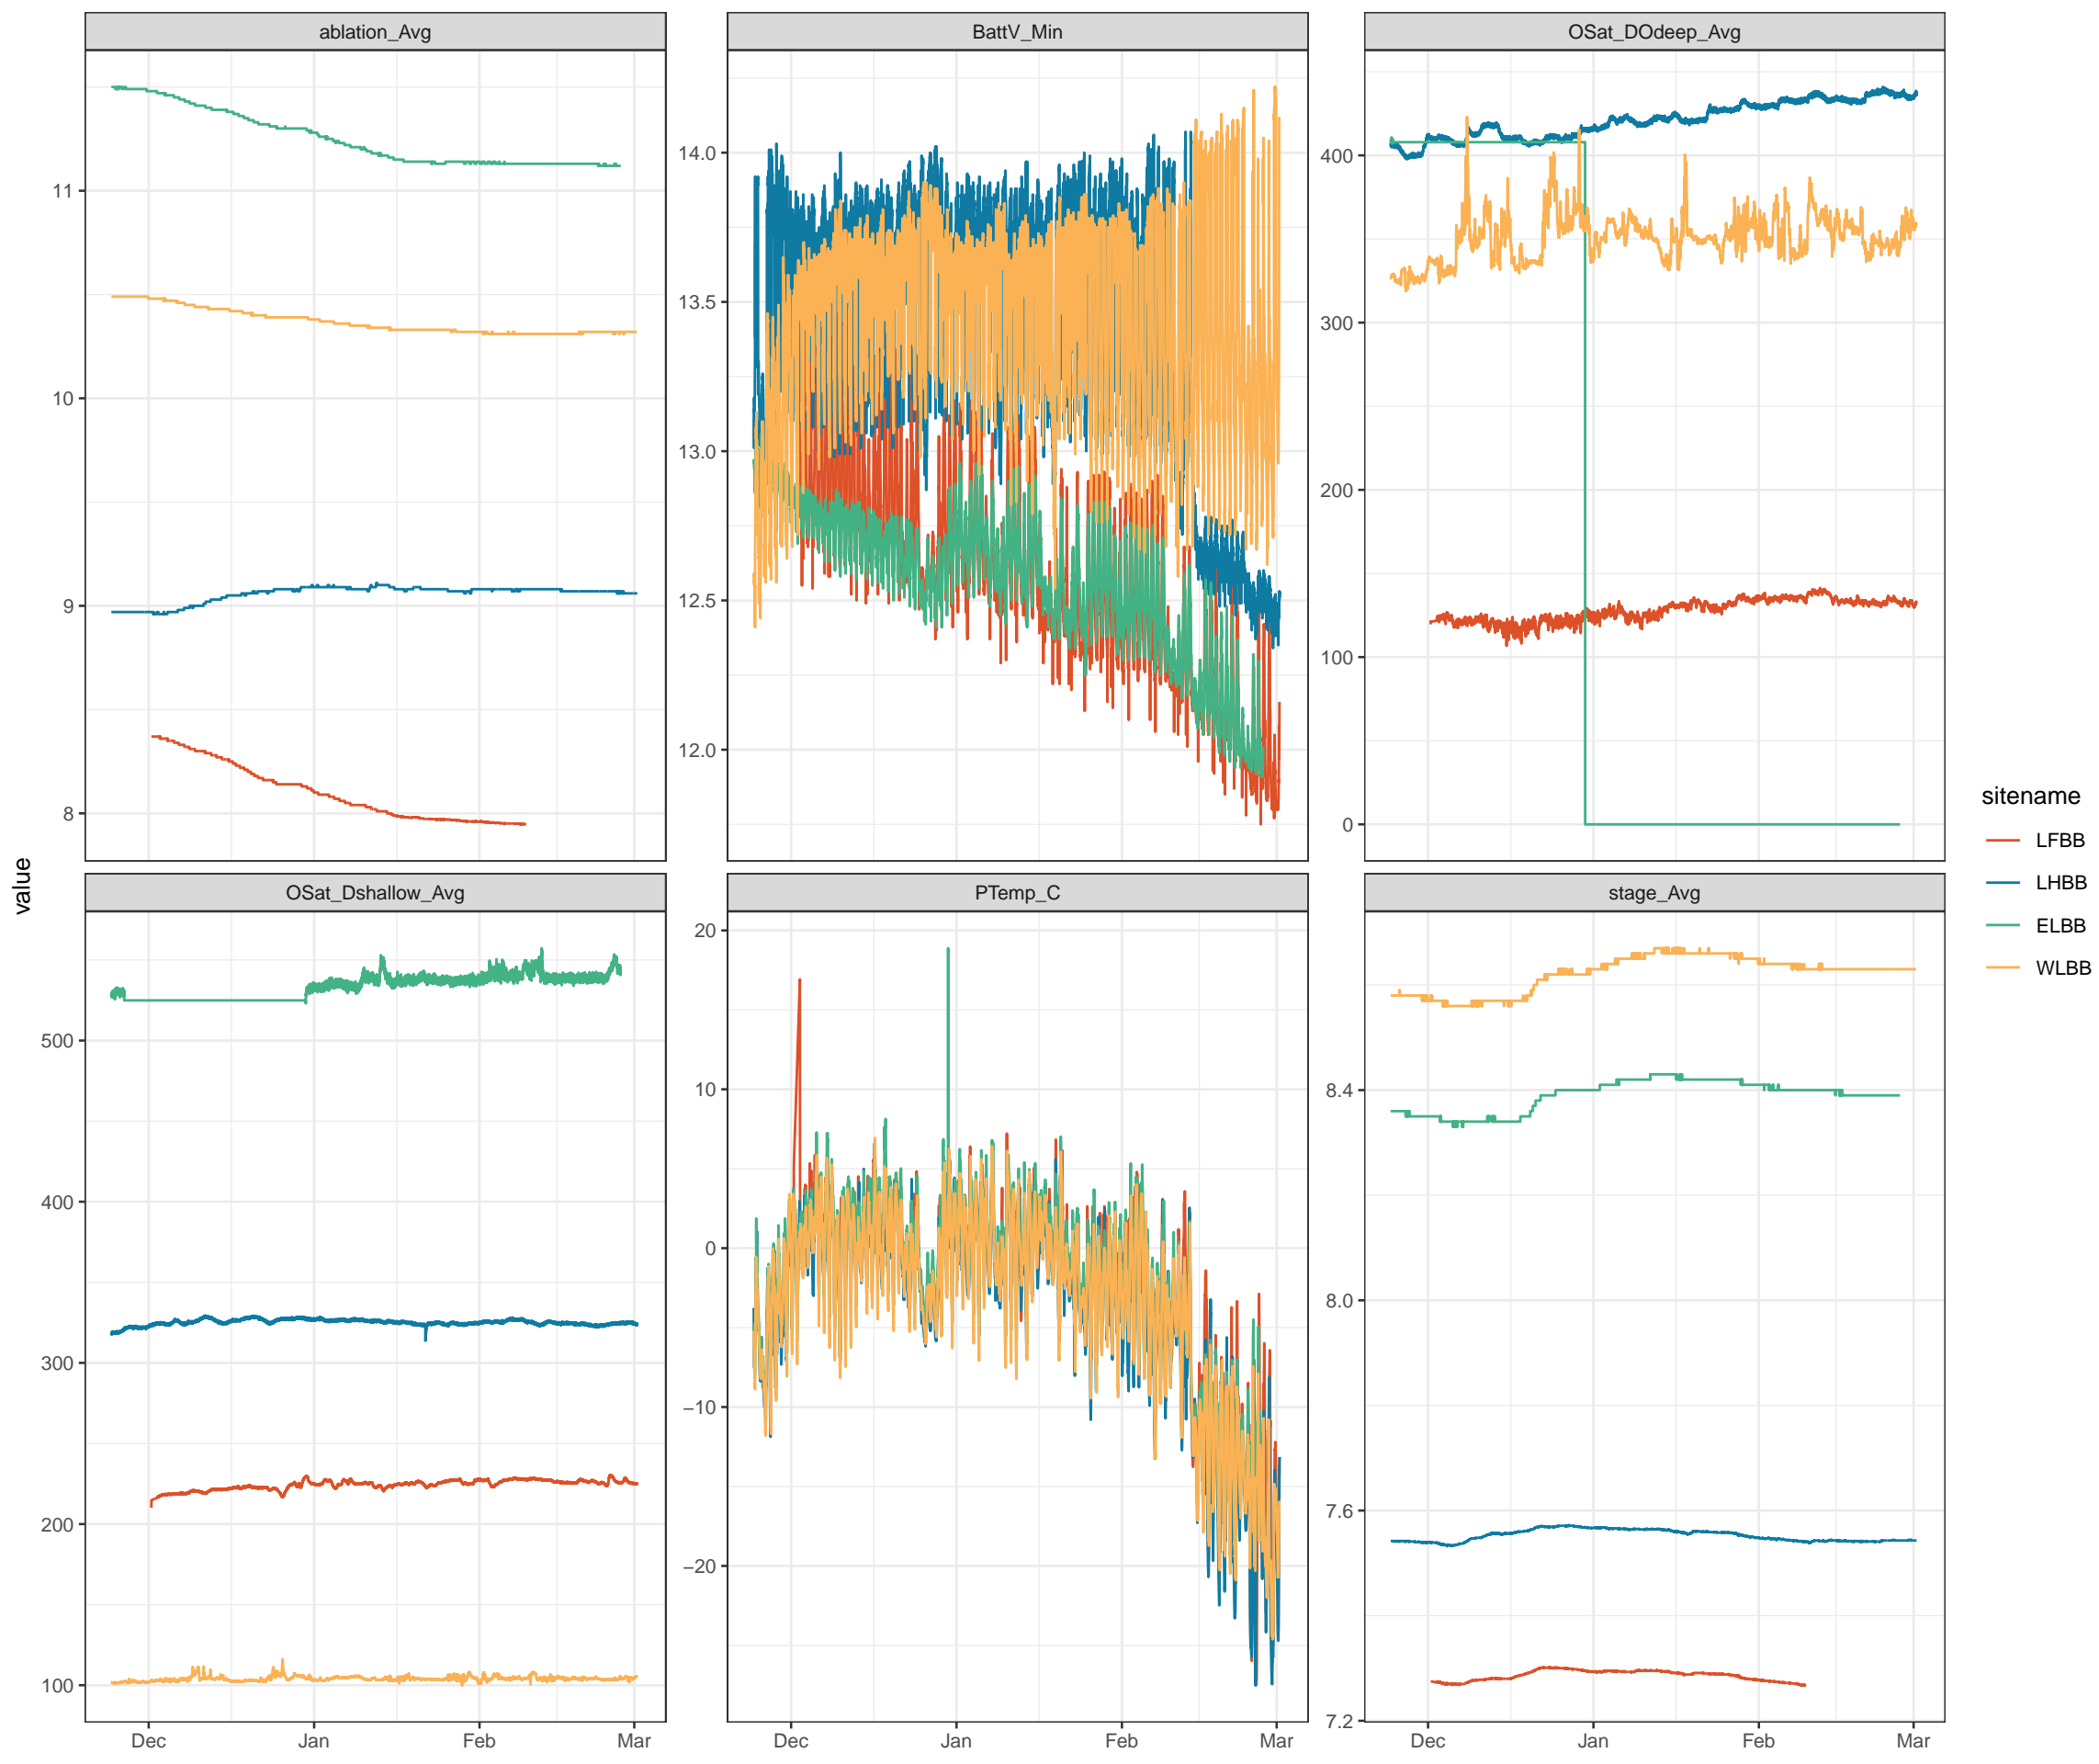 ablation_Avg
BattV_Min
OSat_DOdeep_Avg
11
10
9
8
14.0
13.5
13.0
12.5
12.0
400
300
200
100
0
value
OSat_Dshallow_Avg
PTemp_C
stage_Avg
500
400
300
200
100
20
10
0
−10
−20
8.4
8.0
7.6
7.2
Dec Jan Feb Mar
Dec Jan Feb Mar
Dec Jan Feb Mar
sitename
LFBB
LHBB
ELBB
WLBB